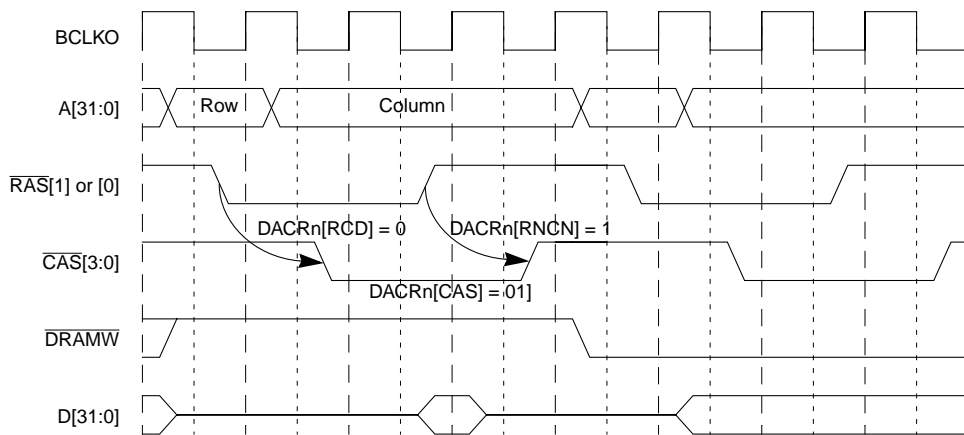 BCLKO
A[31:0]
Row
Column
RAS[1] or [0]
DACRn[RCD] = 0
DACRn[RNCN] = 1
CAS[3:0]
DACRn[CAS] = 01]
DRAMW
D[31:0]